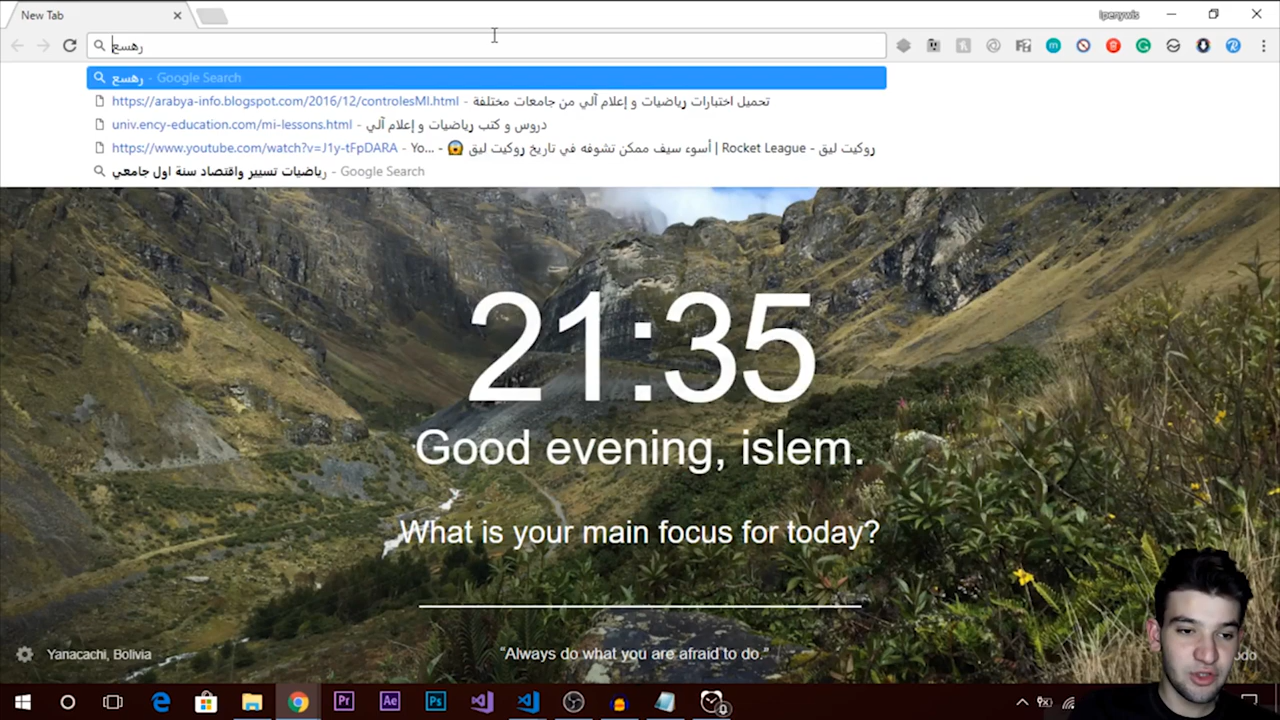 New Tab
Ipenywis
رهسع
رهسع - Google Search
https://arabya-info.blogspot.com/2016/12/controlesMI.html - تحميل اختبارات رياضيات و إعلام آلي من جامعات مختلفة
univ.ency-education.com/mi-lessons.html - دروس و كتب رياضيات و إعلام آلي
https://www.youtube.com/watch?v=J1y-tFpDARA - Yo... - روكيت ليق - Rocket League | أسوء سيف ممكن تشوفه في تاريخ روكيت ليق
رياضيات تسيير واقتصاد سنة اول جامعي - Google Search
21:35
Good evening, islem.
What is your main focus for today?
Yanacachi, Bolivia
“Always do what you are afraid to do.”
Pr
Ae
Ps